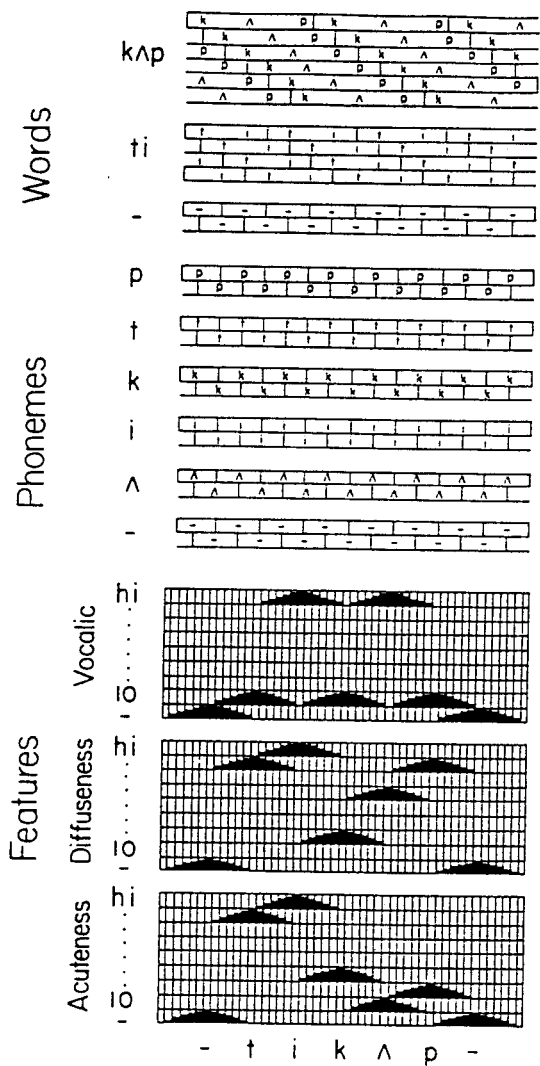 Words
kʌp
k ʌ p k ʌ p k ʌ
k ʌ p k ʌ p k
p k ʌ p k ʌ p k
p k ʌ p k ʌ p
ʌ p k ʌ p k ʌ p
ʌ p k ʌ p k ʌ
ti
t i t i t i t i
t i t i t i t
i t i t i t i t
i t i t i t i
-
- - - - - - - -
- - - - - - -
Phonemes
p
p p p p p p p p
p p p p p p p
t
t t t t t t t t
t t t t t t t
k
k k k k k k k k
k k k k k k k
i
i i i i i i i i
i i i i i i i
ʌ
ʌ ʌ ʌ ʌ ʌ ʌ ʌ ʌ
ʌ ʌ ʌ ʌ ʌ ʌ ʌ
-
- - - - - - - -
- - - - - - -
Features
Vocalic
hi
lo
-
Diffuseness
hi
lo
-
Acuteness
hi
lo
-
- t i k ʌ p -